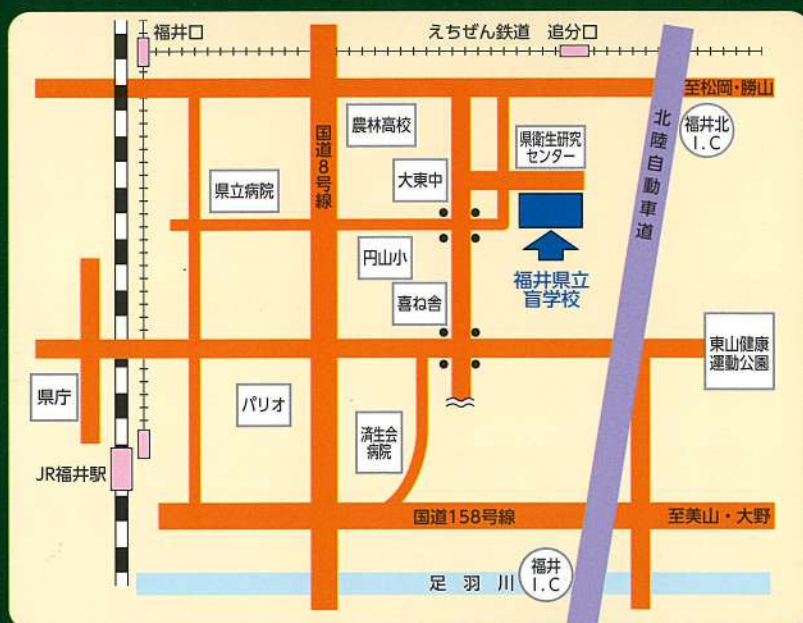 福井口
えちぜん鉄道 追分口
至松岡・勝山
国道8号線
農林高校
北陸自動車道
福井北
I.C
県衛生研究
センター
大東中
県立病院
円山小
福井県立
盲学校
喜ね舎
東山健康
運動公園
県庁
パリオ
済生会
病院
JR福井駅
国道158号線
至美山・大野
足羽川
福井
I.C